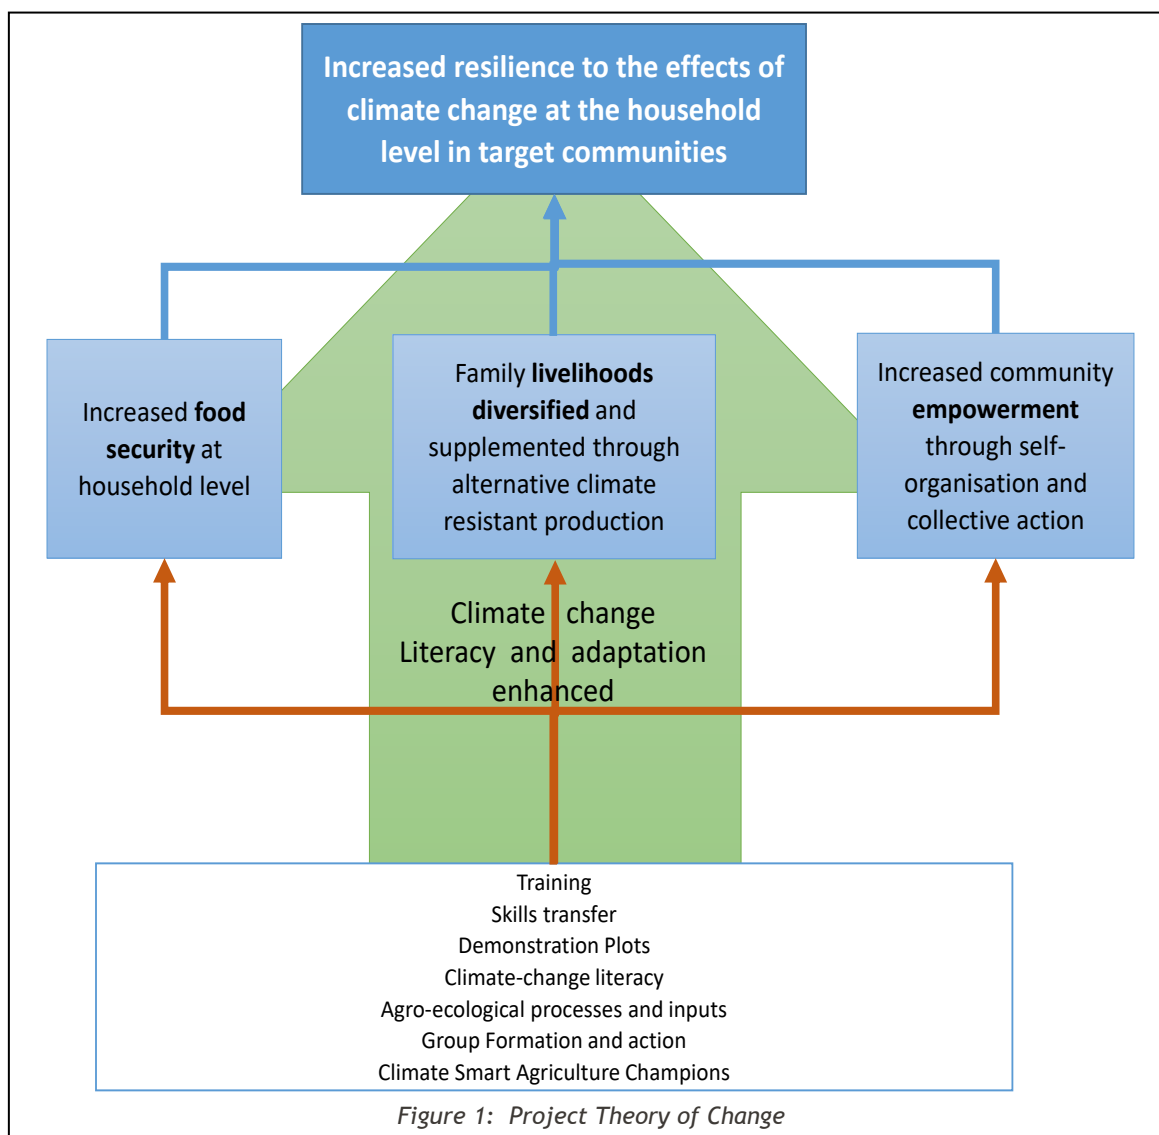 Increased resilience to the effects of
climate change at the household
level in target communities
Increased food
security at
household level
Family livelihoods
diversified and
supplemented through
alternative climate
resistant production
Increased community
empowerment
through self-
organisation and
collective action
Climate change
Literacy and adaptation
enhanced
Training
Skills transfer
Demonstration Plots
Climate-change literacy
Agro-ecological processes and inputs
Group Formation and action
Climate Smart Agriculture Champions
Figure 1: Project Theory of Change